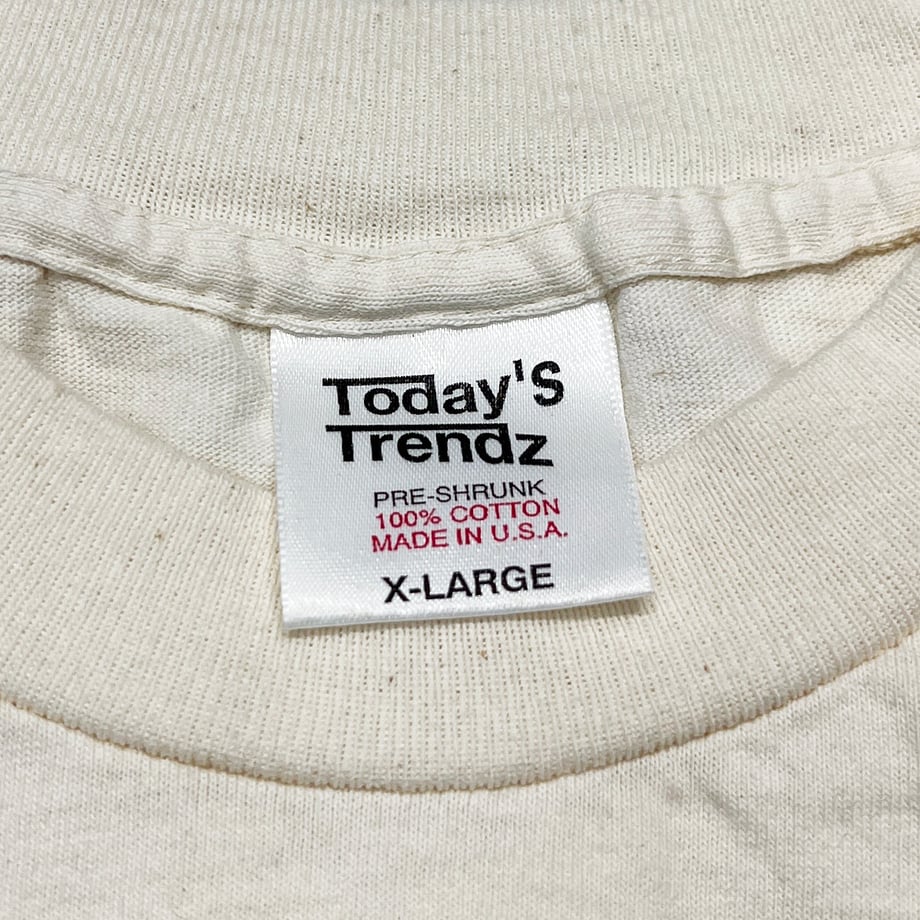 Today's
Trendz
PRE-SHRUNK
100% COTTON
MADE IN U.S.A.
X-LARGE